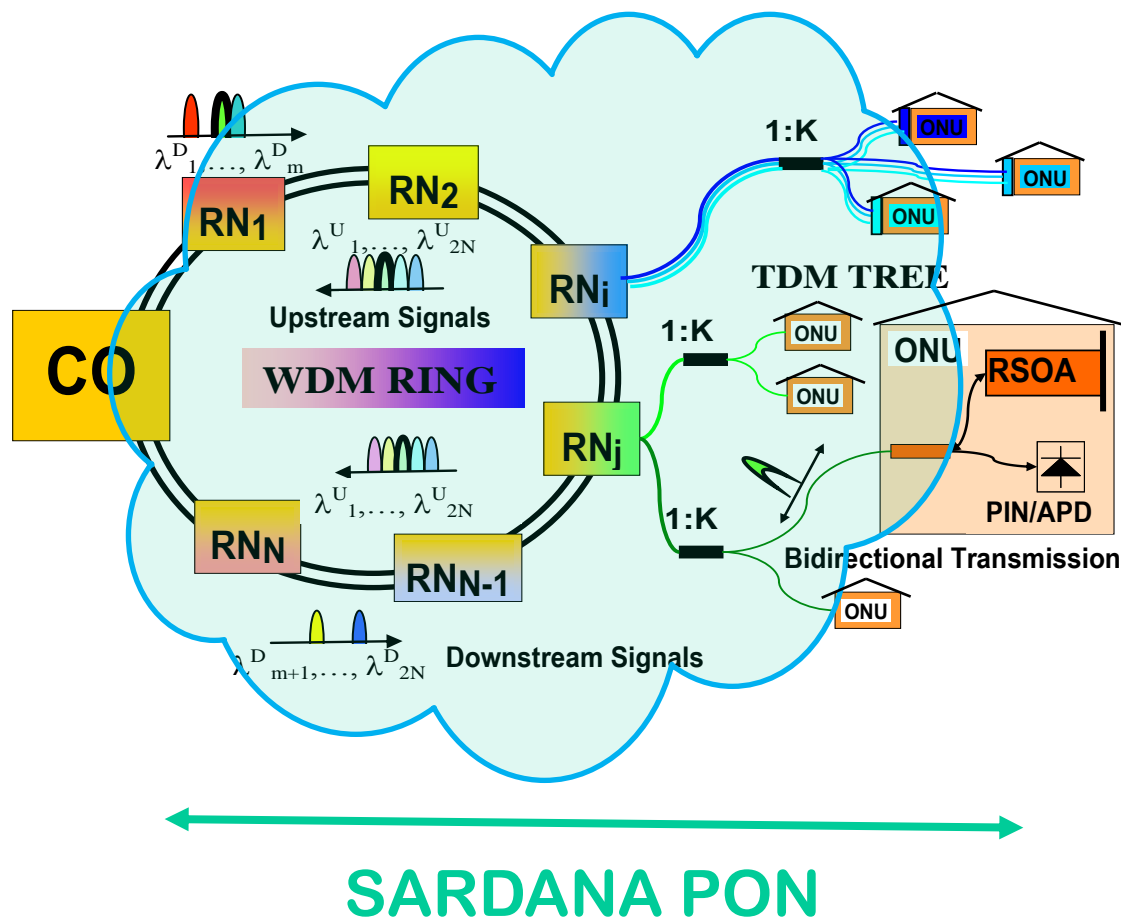 λᴰ₁,..., λᴰₘ
1:K
ONU
ONU
ONU
RN₁
RN₂
λᵁ₁,..., λᵁ₂N
RNᵢ
TDM TREE
Upstream Signals
1:K
ONU
ONU
ONU
RSOA
CO
WDM RING
RNⱼ
λᵁ₁,..., λᵁ₂N
1:K
PIN/APD
RN_N
RN_N-1
Bidirectional Transmission
ONU
λᴰₘ₊₁,..., λᴰ₂N
Downstream Signals
SARDANA PON